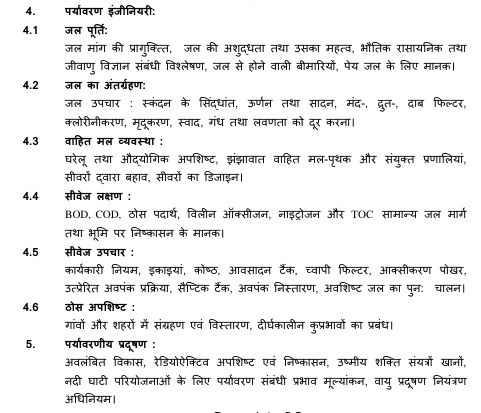 4. पर्यावरण इंजीनियरी:
4.1 जल पूर्ति:
जल मांग की प्रागुक्त्ति, जल की अशुद्धता तथा उसका महत्व, भौतिक रासायनिक तथा
जीवाणु विज्ञान संबंधी विश्लेषण, जल से होने वाली बीमारियों, पेय जल के लिए मानक।
4.2 जल का अंतर्ग्रहण:
जल उपचार : स्कंदन के सिद्धांत, ऊर्णन तथा सादन, मंद-, द्रुत-, दाब फिल्टर,
क्लोरीनीकरण, मृदूकरण, स्वाद, गंध तथा लवणता को दूर करना।
4.3 वाहित मल व्यवस्था :
घरेलू तथा औद्योगिक अपशिष्ट, झंझावात वाहित मल-पृथक और संयुक्त प्रणालियां,
सीवरों द्वारा बहाव, सीवरों का डिजाइन।
4.4 सीवेज लक्षण :
BOD, COD, ठोस पदार्थ, विलीन ऑक्सीजन, नाइट्रोजन और TOC सामान्य जल मार्ग
तथा भूमि पर निष्कासन के मानक।
4.5 सीवेज उपचार :
कार्यकारी नियम, इकाइयां, कोष्ठ, आवसादन टैंक, च्वापी फिल्टर, आक्सीकरण पोखर,
उत्प्रेरित अवपंक प्रक्रिया, सैप्टिक टैंक, अवपंक निस्तारण, अवशिष्ट जल का पुन: चालन।
4.6 ठोस अपशिष्ट :
गांवों और शहरों में संग्रहण एवं विस्तारण, दीर्घकालीन कुप्रभावों का प्रबंध।
5. पर्यावरणीय प्रदूषण :
अवलंबित विकास, रेडियोऐक्टिव अपशिष्ट एवं निष्कासन, उष्मीय शक्ति संयत्रों खानों,
नदी घाटी परियोजनाओं के लिए पर्यावरण संबंधी प्रभाव मूल्यांकन, वायु प्रदूषण नियंत्रण
अधिनियम।